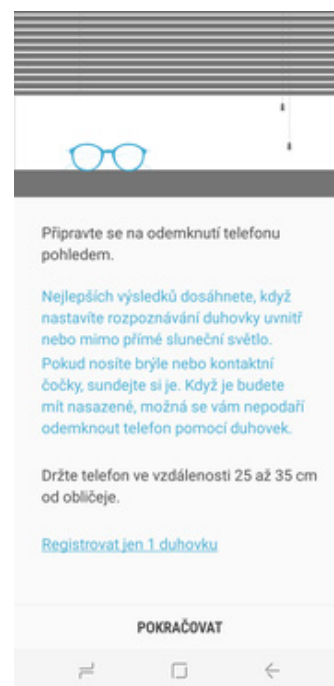 Připravte se na odemknutí telefonu
pohledem.
Nejlepších výsledků dosáhnete, když
nastavíte rozpoznávání duhovky uvnitř
nebo mimo přímé sluneční světlo.
Pokud nosíte brýle nebo kontaktní
čočky, sundejte si je. Když je budete
mít nasazené, možná se vám nepodaří
odemknout telefon pomocí duhovek.
Držte telefon ve vzdálenosti 25 až 35 cm
od obličeje.
Registrovat jen 1 duhovku
POKRAČOVAT